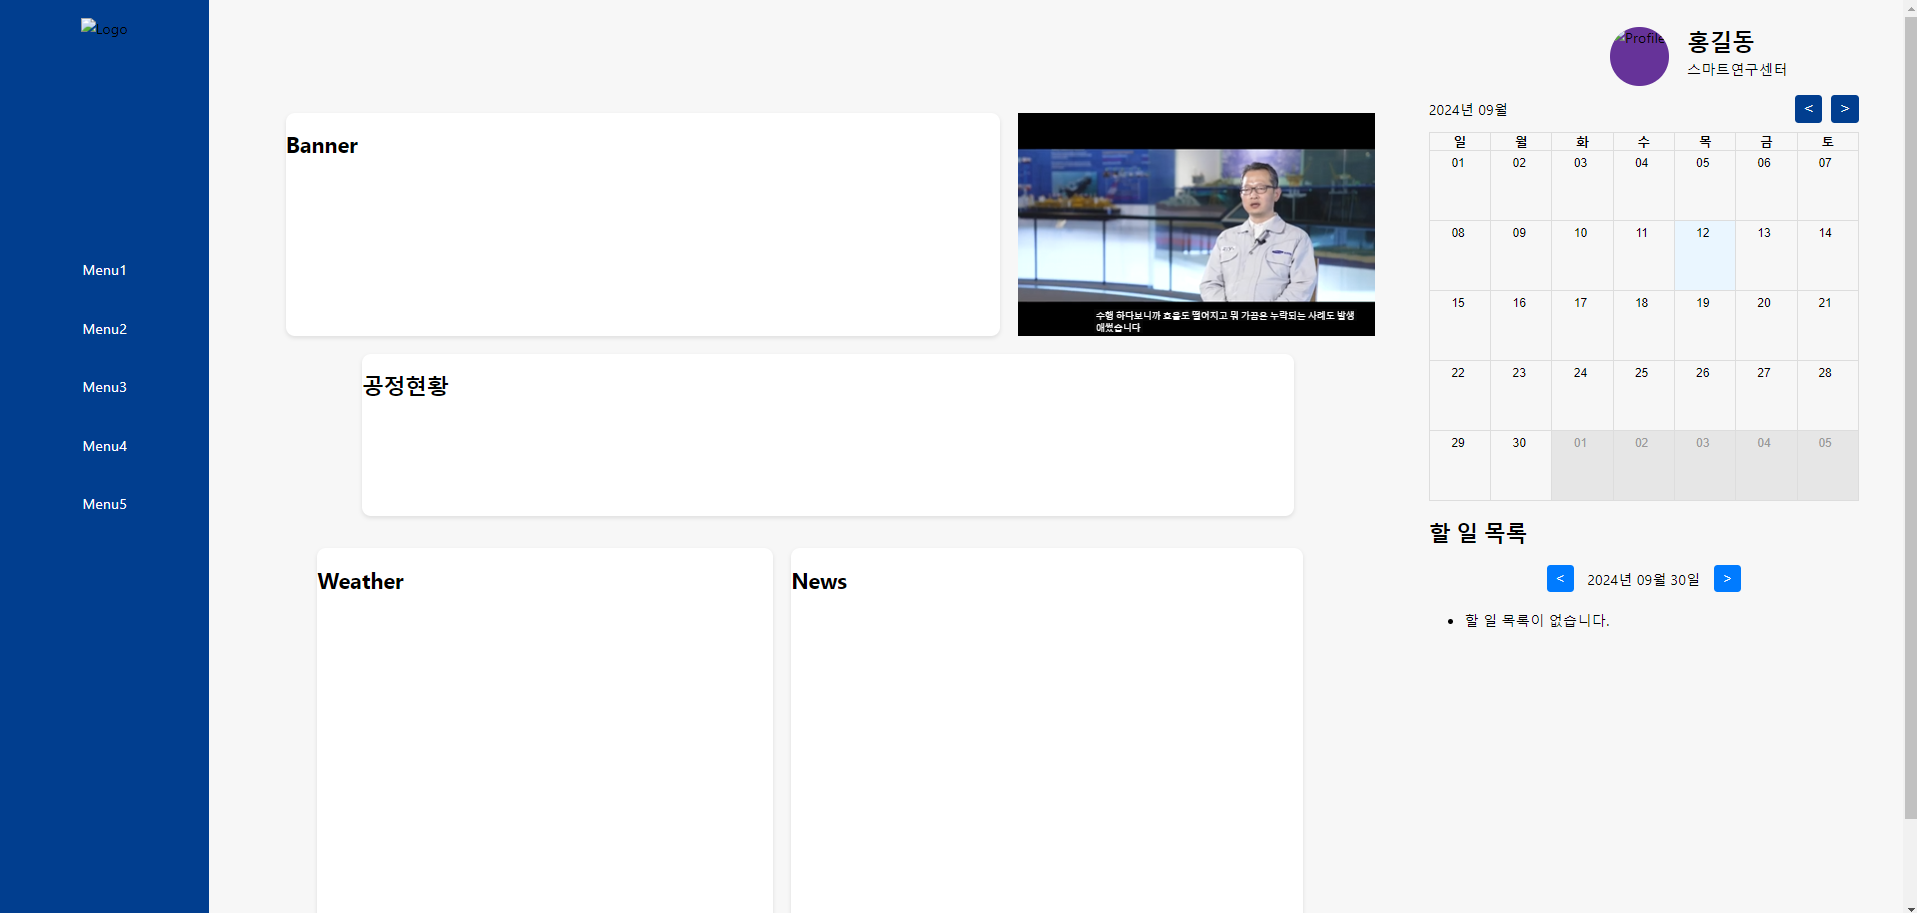 Logo
Menu1
Menu2
Menu3
Menu4
Menu5
Banner
수행 하다보니까 효율도 떨어지고 뭐 가끔은 누락되는 사례도 발생
애썼습니다
공정현황
Weather
News
Profile
홍길동
스마트연구센터
2024년 09월 < >
일 월 화 수 목 금 토
01 02 03 04 05 06 07
08 09 10 11 12 13 14
15 16 17 18 19 20 21
22 23 24 25 26 27 28
29 30 01 02 03 04 05
할 일 목록
< 2024년 09월 30일 >
할 일 목록이 없습니다.